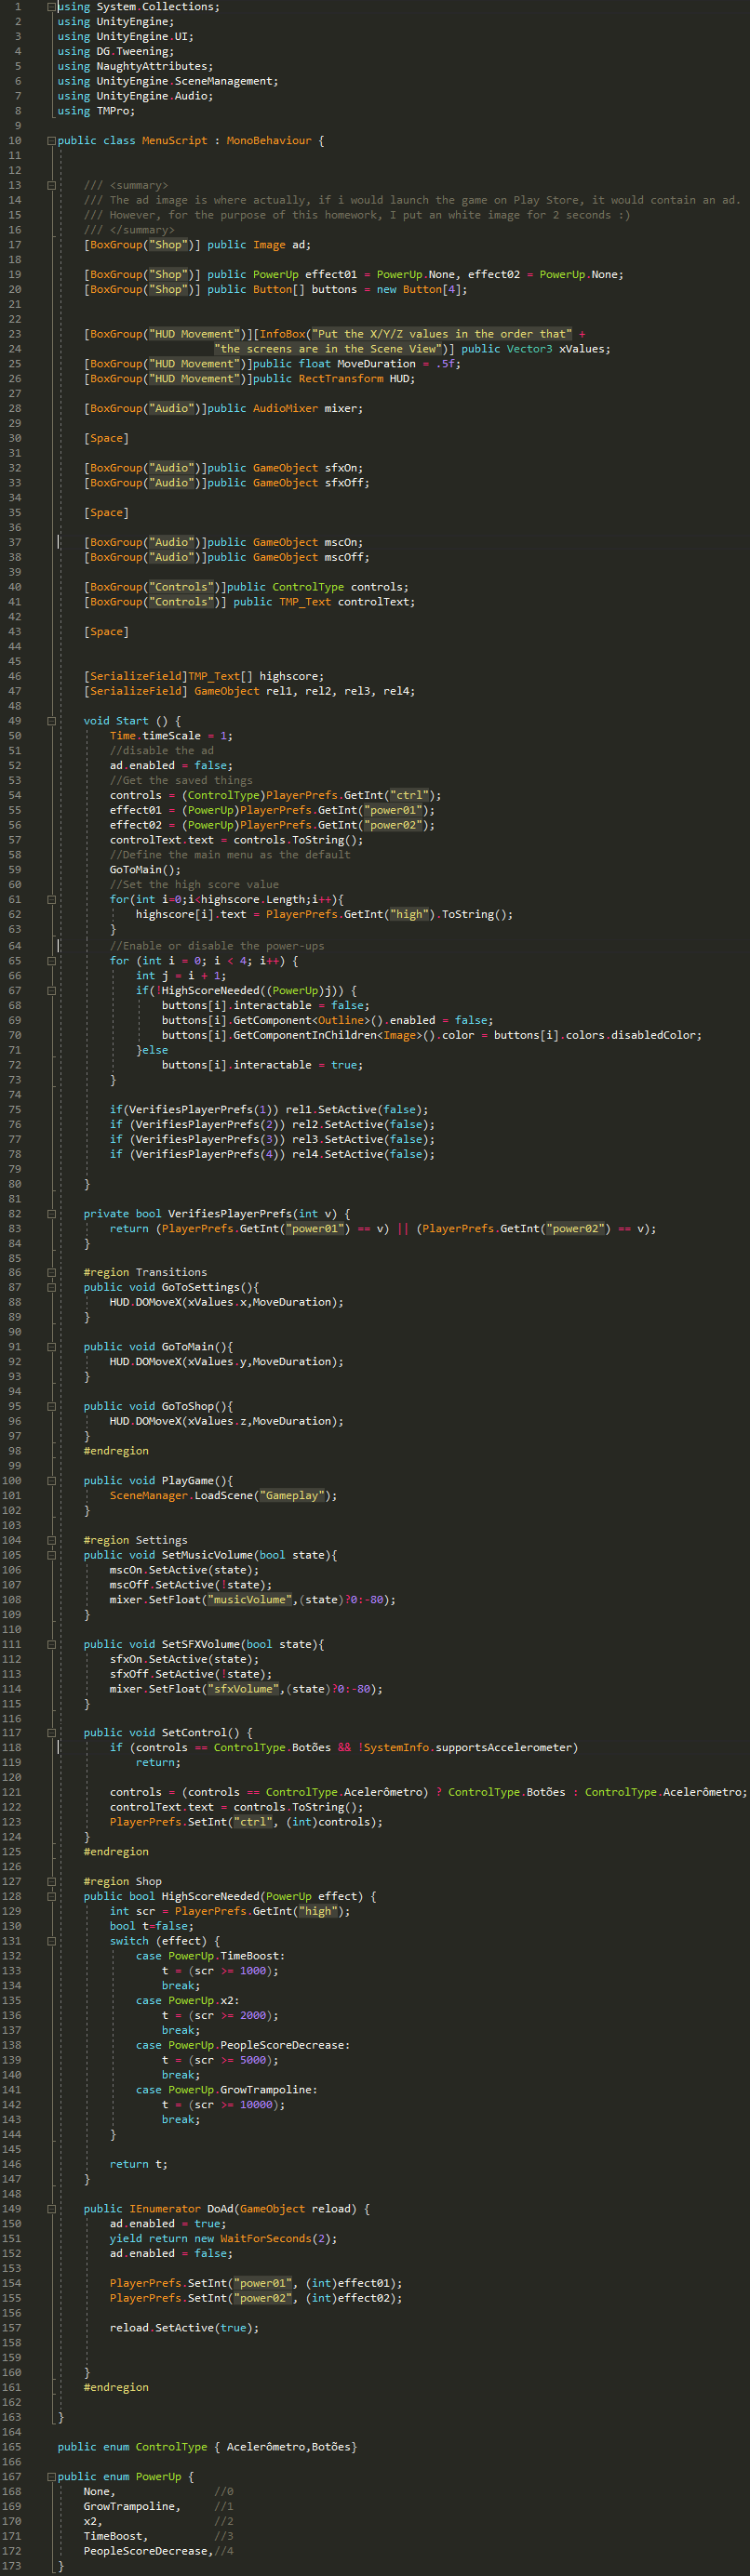 1 using System.Collections;
2 using UnityEngine;
3 using UnityEngine.UI;
4 using DG.Tweening;
5 using NaughtyAttributes;
6 using UnityEngine.SceneManagement;
7 using UnityEngine.Audio;
8 using TMPro;
9
10 public class MenuScript : MonoBehaviour {
11
12
13 /// <summary>
14 /// The ad image is where actually, if i would launch the game on Play Store, it would contain an ad.
15 /// However, for the purpose of this homework, I put an white image for 2 seconds :)
16 /// </summary>
17 [BoxGroup("Shop")] public Image ad;
18
19 [BoxGroup("Shop")] public PowerUp effect01 = PowerUp.None, effect02 = PowerUp.None;
20 [BoxGroup("Shop")] public Button[] buttons = new Button[4];
21
22
23 [BoxGroup("HUD Movement")][InfoBox("Put the X/Y/Z values in the order that" +
24 "the screens are in the Scene View")] public Vector3 xValues;
25 [BoxGroup("HUD Movement")]public float MoveDuration = .5f;
26 [BoxGroup("HUD Movement")]public RectTransform HUD;
27
28 [BoxGroup("Audio")]public AudioMixer mixer;
29
30 [Space]
31
32 [BoxGroup("Audio")]public GameObject sfxOn;
33 [BoxGroup("Audio")]public GameObject sfxOff;
34
35 [Space]
36
37 [BoxGroup("Audio")]public GameObject mscOn;
38 [BoxGroup("Audio")]public GameObject mscOff;
39
40 [BoxGroup("Controls")]public ControlType controls;
41 [BoxGroup("Controls")] public TMP_Text controlText;
42
43 [Space]
44
45
46 [SerializeField]TMP_Text[] highscore;
47 [SerializeField] GameObject rel1, rel2, rel3, rel4;
48
49 void Start () {
50 Time.timeScale = 1;
51 //disable the ad
52 ad.enabled = false;
53 //Get the saved things
54 controls = (ControlType)PlayerPrefs.GetInt("ctrl");
55 effect01 = (PowerUp)PlayerPrefs.GetInt("power01");
56 effect02 = (PowerUp)PlayerPrefs.GetInt("power02");
57 controlText.text = controls.ToString();
58 //Define the main menu as the default
59 GoToMain();
60 //Set the high score value
61 for(int i=0;i<highscore.Length;i++){
62 highscore[i].text = PlayerPrefs.GetInt("high").ToString();
63 }
64 //Enable or disable the power-ups
65 for (int i = 0; i < 4; i++) {
66 int j = i + 1;
67 if(!HighScoreNeeded((PowerUp)j)) {
68 buttons[i].interactable = false;
69 buttons[i].GetComponent<Outline>().enabled = false;
70 buttons[i].GetComponentInChildren<Image>().color = buttons[i].colors.disabledColor;
71 }else
72 buttons[i].interactable = true;
73 }
74
75 if(VerifiesPlayerPrefs(1)) rel1.SetActive(false);
76 if (VerifiesPlayerPrefs(2)) rel2.SetActive(false);
77 if (VerifiesPlayerPrefs(3)) rel3.SetActive(false);
78 if (VerifiesPlayerPrefs(4)) rel4.SetActive(false);
79
80 }
81
82 private bool VerifiesPlayerPrefs(int v) {
83 return (PlayerPrefs.GetInt("power01") == v) || (PlayerPrefs.GetInt("power02") == v);
84 }
85
86 #region Transitions
87 public void GoToSettings(){
88 HUD.DOMoveX(xValues.x,MoveDuration);
89 }
90
91 public void GoToMain(){
92 HUD.DOMoveX(xValues.y,MoveDuration);
93 }
94
95 public void GoToShop(){
96 HUD.DOMoveX(xValues.z,MoveDuration);
97 }
98 #endregion
99
100 public void PlayGame(){
101 SceneManager.LoadScene("Gameplay");
102 }
103
104 #region Settings
105 public void SetMusicVolume(bool state){
106 mscOn.SetActive(state);
107 mscOff.SetActive(!state);
108 mixer.SetFloat("musicVolume",(state)?0:-80);
109 }
110
111 public void SetSFXVolume(bool state){
112 sfxOn.SetActive(state);
113 sfxOff.SetActive(!state);
114 mixer.SetFloat("sfxVolume",(state)?0:-80);
115 }
116
117 public void SetControl() {
118 if (controls == ControlType.Botões && !SystemInfo.supportsAccelerometer)
119 return;
120
121 controls = (controls == ControlType.Acelerômetro) ? ControlType.Botões : ControlType.Acelerômetro;
122 controlText.text = controls.ToString();
123 PlayerPrefs.SetInt("ctrl", (int)controls);
124 }
125 #endregion
126
127 #region Shop
128 public bool HighScoreNeeded(PowerUp effect) {
129 int scr = PlayerPrefs.GetInt("high");
130 bool t=false;
131 switch (effect) {
132 case PowerUp.TimeBoost:
133 t = (scr >= 1000);
134 break;
135 case PowerUp.x2:
136 t = (scr >= 2000);
137 break;
138 case PowerUp.PeopleScoreDecrease:
139 t = (scr >= 5000);
140 break;
141 case PowerUp.GrowTrampoline:
142 t = (scr >= 10000);
143 break;
144 }
145
146 return t;
147 }
148
149 public IEnumerator DoAd(GameObject reload) {
150 ad.enabled = true;
151 yield return new WaitForSeconds(2);
152 ad.enabled = false;
153
154 PlayerPrefs.SetInt("power01", (int)effect01);
155 PlayerPrefs.SetInt("power02", (int)effect02);
156
157 reload.SetActive(true);
158
159
160 }
161 #endregion
162
163 }
164
165 public enum ControlType { Acelerômetro,Botões}
166
167 public enum PowerUp {
168 None, //0
169 GrowTrampoline, //1
170 x2, //2
171 TimeBoost, //3
172 PeopleScoreDecrease,//4
173 }